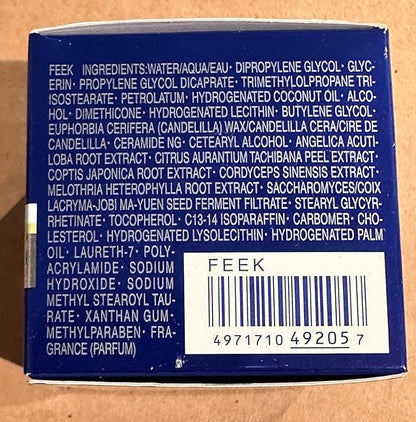 FEEK INGREDIENTS:WATER/AQUA/EAU· DIPROPYLENE GLYCOL· GLYC-
ERIN· PROPYLENE GLYCOL DICAPRATE· TRIMETHYLOLPROPANE TRI-
ISOSTEARATE· PETROLATUM· HYDROGENATED COCONUT OIL· ALCO-
HOL· DIMETHICONE· HYDROGENATED LECITHIN· BUTYLENE GLYCOL·
EUPHORBIA CERIFERA (CANDELILLA) WAX/CANDELILLA CERA/CIRE DE
CANDELILLA· CERAMIDE NG· CETEARYL ALCOHOL· ANGELICA ACUTI-
LOBA ROOT EXTRACT· CITRUS AURANTIUM TACHIBANA PEEL EXTRACT·
COPTIS JAPONICA ROOT EXTRACT· CORDYCEPS SINENSIS EXTRACT·
MELOTHRIA HETEROPHYLLA ROOT EXTRACT· SACCHAROMYCES/COIX
LACRYMA-JOBI MA-YUEN SEED FERMENT FILTRATE· STEARYL GLYCYR-
RHETINATE· TOCOPHEROL· C13-14 ISOPARAFFIN· CARBOMER· CHO-
LESTEROL· HYDROGENATED LYSOLECITHIN· HYDROGENATED PALM
OIL· LAURETH-7· POLY-
ACRYLAMIDE· SODIUM
HYDROXIDE· SODIUM
METHYL STEAROYL TAU-
RATE· XANTHAN GUM·
METHYLPARABEN· FRA-
GRANCE (PARFUM)
FEEK
4971710 49205 7